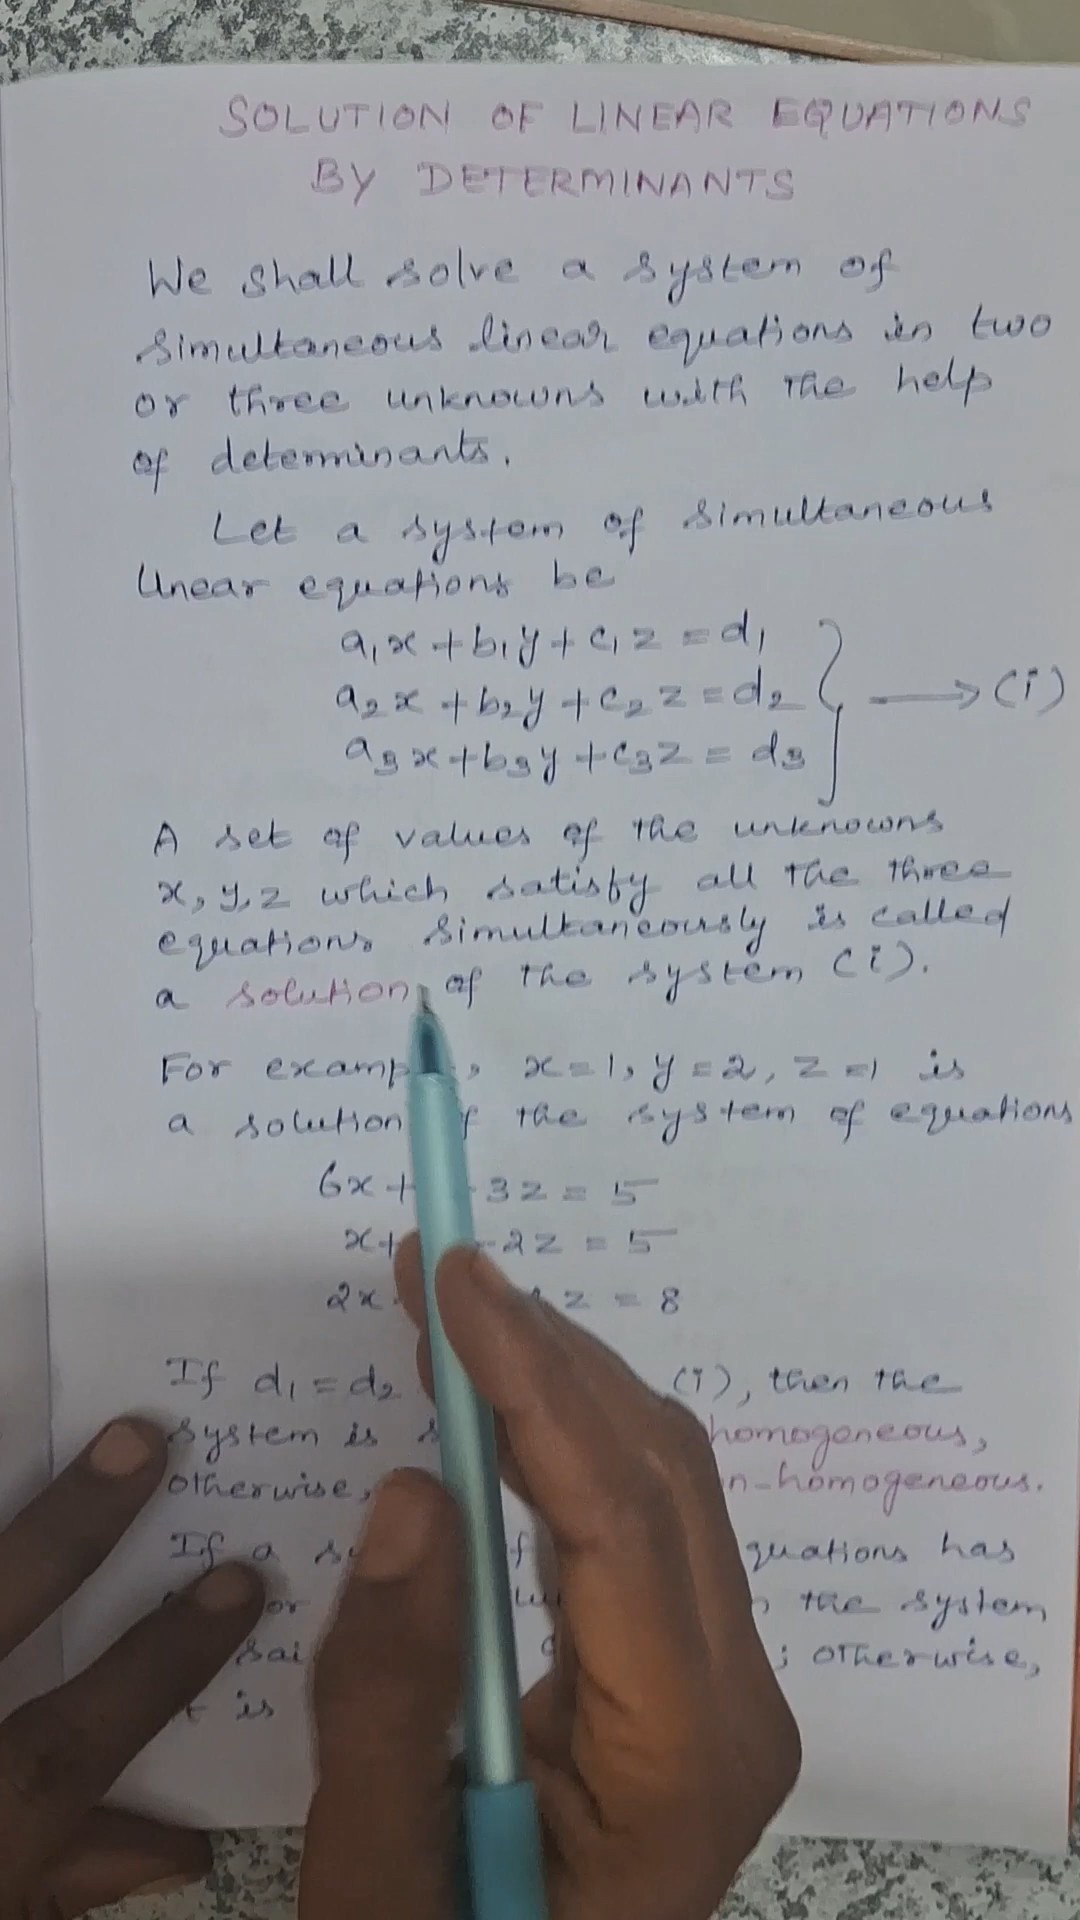 SOLUTION OF LINEAR EQUATIONS
BY DETERMINANTS
We shall solve a system of
simultaneous linear equations in two
or three unknowns with the help
of determinants.
Let a system of simultaneous
linear equations be
a₁x + b₁y + c₁z = d₁
a₂x + b₂y + c₂z = d₂ ⟶ (i)
a₃x + b₃y + c₃z = d₃
A set of values of the unknowns
x, y, z which satisfy all the three
equations simultaneously is called
a solution of the system (i).
For examp , x = 1, y = 2, z = 1 is
a solution the system of equations
6x + 3z = 5
x + -2z = 5
2x z = 8
If d₁ = d₂ (i), then the
system is homogeneous,
otherwise, n-homogeneous.
If a quations has
or the system
sai ; otherwise,
is